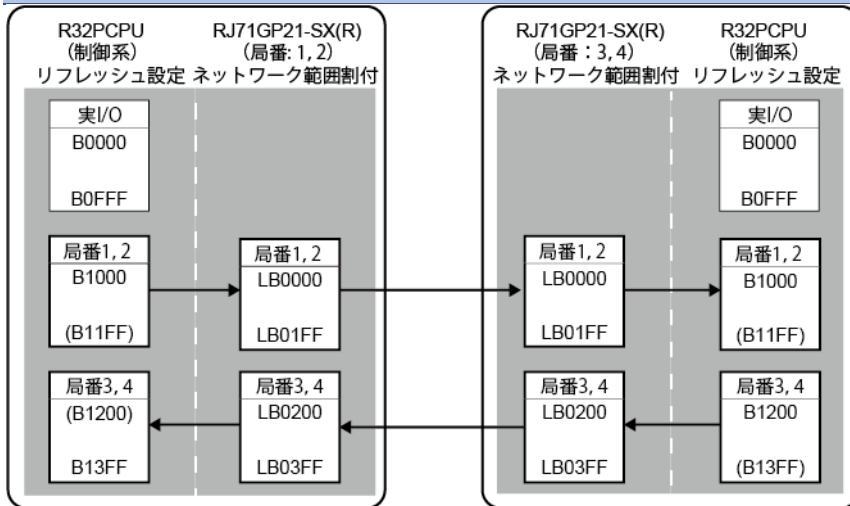 R32PCPU
（制御系）
リフレッシュ設定
RJ71GP21-SX(R)
（局番: 1, 2）
ネットワーク範囲割付
実I/O
B0000
B0FFF
局番1, 2
B1000
(B11FF)
局番1, 2
LB0000
LB01FF
局番3, 4
(B1200)
B13FF
局番3, 4
LB0200
LB03FF
RJ71GP21-SX(R)
（局番：3, 4）
ネットワーク範囲割付
R32PCPU
（制御系）
リフレッシュ設定
実I/O
B0000
B0FFF
局番1, 2
LB0000
LB01FF
局番1, 2
B1000
(B11FF)
局番3, 4
LB0200
LB03FF
局番3, 4
B1200
(B13FF)